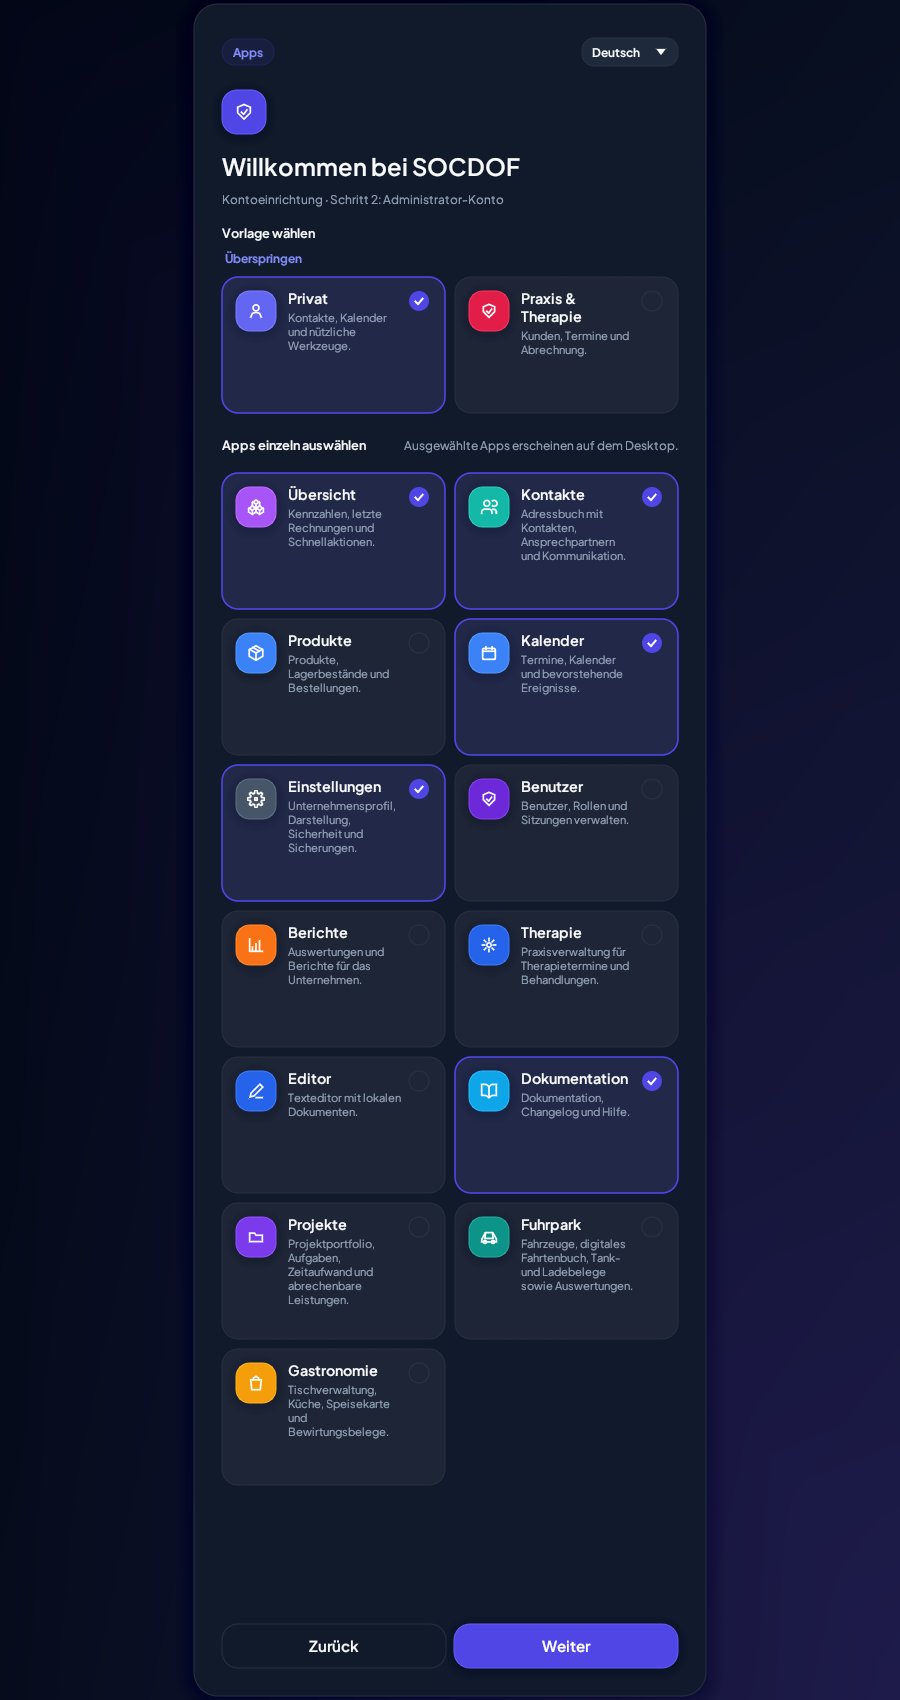 Apps
Deutsch
Willkommen bei SOCDOF
Kontoeinrichtung · Schritt 2: Administrator-Konto
Vorlage wählen
Überspringen
Privat
Kontakte, Kalender
und nützliche
Werkzeuge.
Praxis &
Therapie
Kunden, Termine und
Abrechnung.
Apps einzeln auswählen
Ausgewählte Apps erscheinen auf dem Desktop.
Übersicht
Kennzahlen, letzte
Rechnungen und
Schnellaktionen.
Kontakte
Adressbuch mit
Kontakten,
Ansprechpartnern
und Kommunikation.
Produkte
Produkte,
Lagerbestände und
Bestellungen.
Kalender
Termine, Kalender
und bevorstehende
Ereignisse.
Einstellungen
Unternehmensprofil,
Darstellung,
Sicherheit und
Sicherungen.
Benutzer
Benutzer, Rollen und
Sitzungen verwalten.
Berichte
Auswertungen und
Berichte für das
Unternehmen.
Therapie
Praxisverwaltung für
Therapietermine und
Behandlungen.
Editor
Texteditor mit lokalen
Dokumenten.
Dokumentation
Dokumentation,
Changelog und Hilfe.
Projekte
Projektportfolio,
Aufgaben,
Zeitaufwand und
abrechenbare
Leistungen.
Fuhrpark
Fahrzeuge, digitales
Fahrtenbuch, Tank-
und Ladebelege
sowie Auswertungen.
Gastronomie
Tischverwaltung,
Küche, Speisekarte
und
Bewirtungsbelege.
Zurück
Weiter